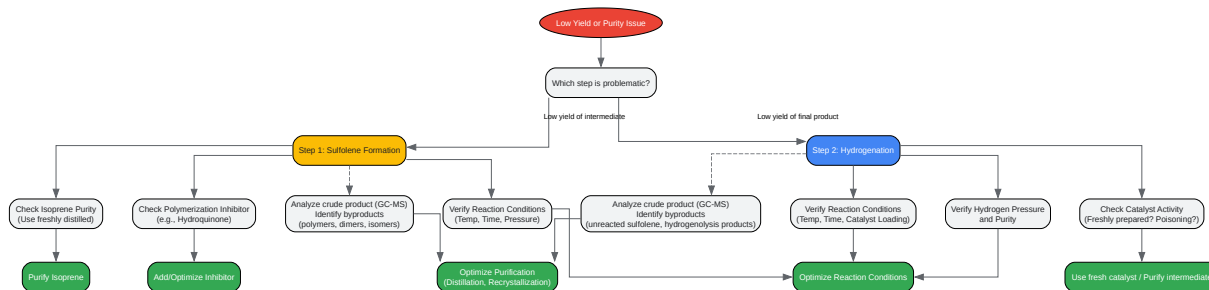 Low Yield or Purity Issue
Which step is problematic?
Low yield of intermediate
Low yield of final product
Step 1: Sulfolene Formation
Step 2: Hydrogenation
Check Isoprene Purity
(Use freshly distilled)
Check Polymerization Inhibitor
(e.g., Hydroquinone)
Analyze crude product (GC-MS)
Identify byproducts
(polymers, dimers, isomers)
Verify Reaction Conditions
(Temp, Time, Pressure)
Analyze crude product (GC-MS)
Identify byproducts
(unreacted sulfolene, hydrogenolysis products)
Verify Reaction Conditions
(Temp, Time, Catalyst Loading)
Verify Hydrogen Pressure
and Purity
Check Catalyst Activity
(Freshly prepared? Poisoning?)
Purify Isoprene
Add/Optimize Inhibitor
Optimize Purification
(Distillation, Recrystallization)
Optimize Reaction Conditions
Use fresh catalyst / Purify intermediate